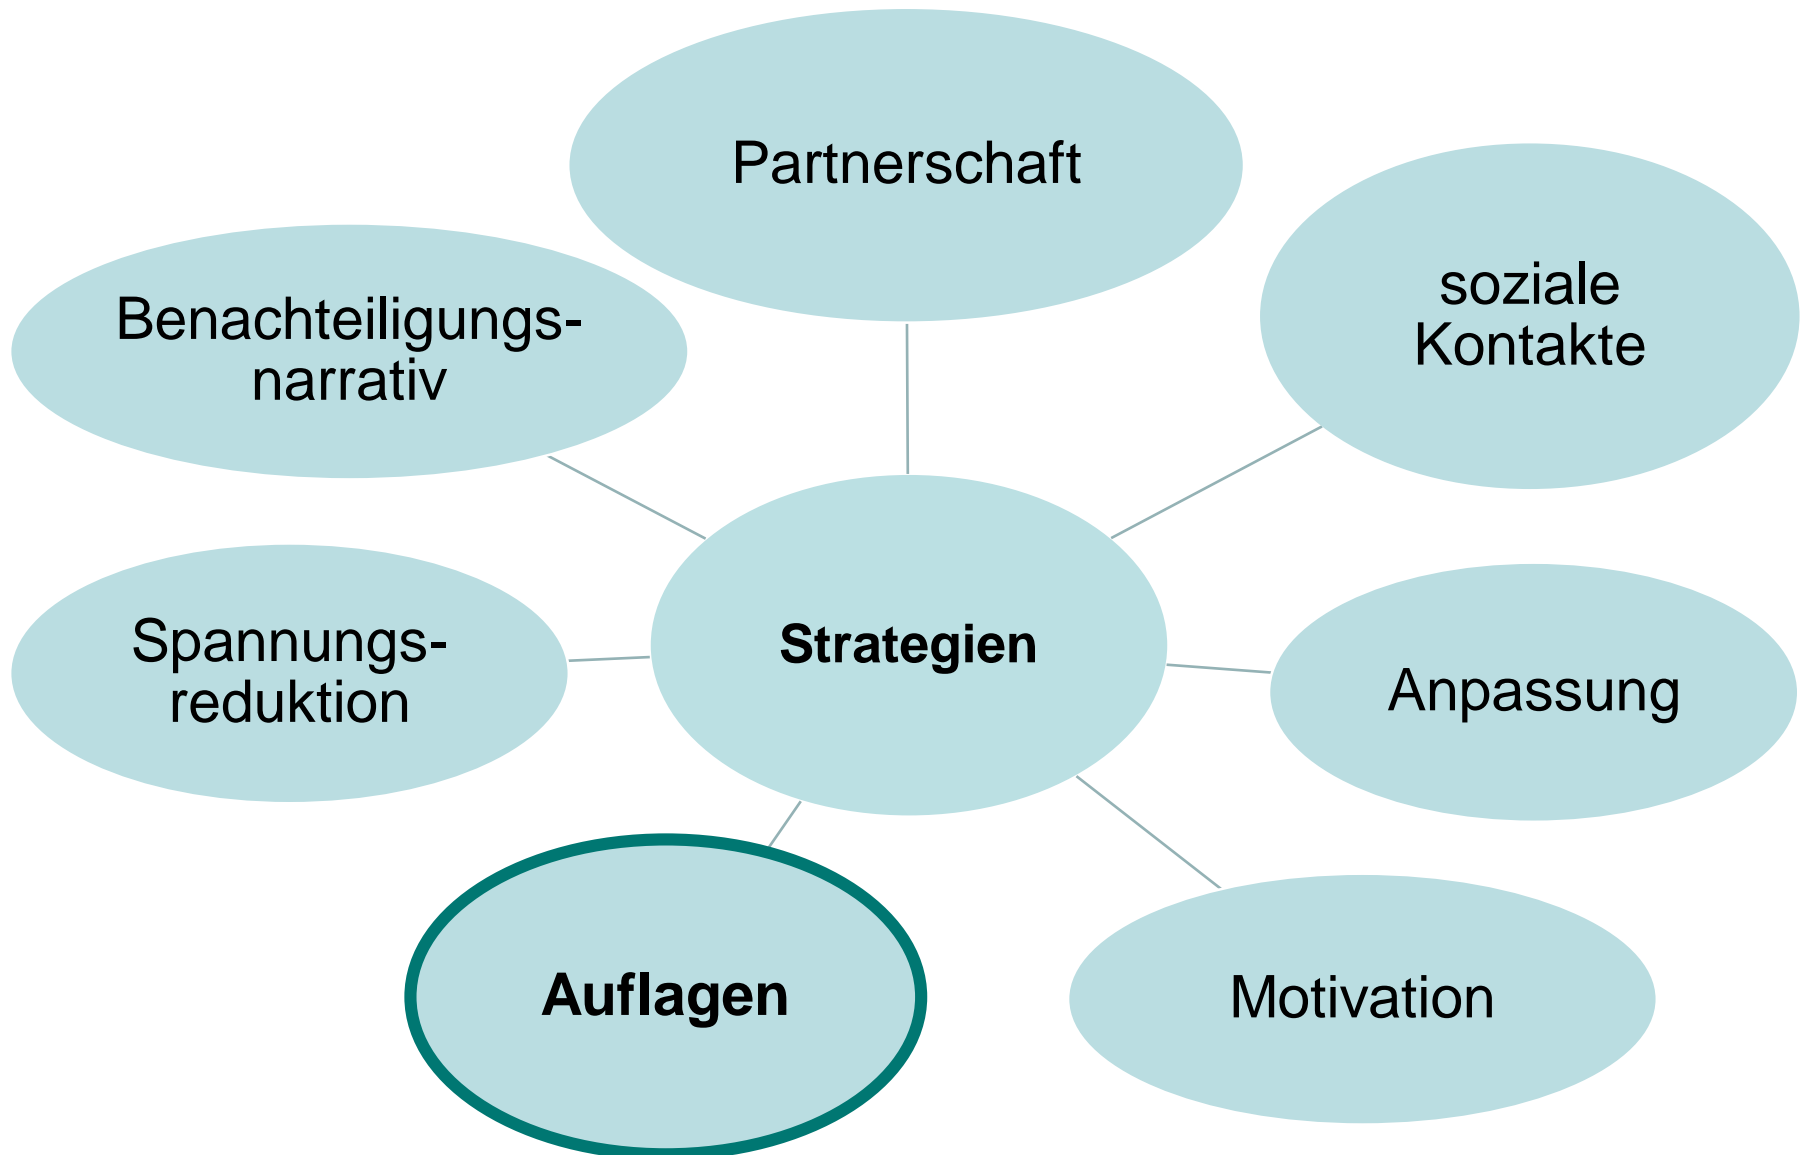 Partnerschaft
soziale
Kontakte
Benachteiligungs-
narrativ
Spannungs-
reduktion
Strategien
Anpassung
Auflagen
Motivation